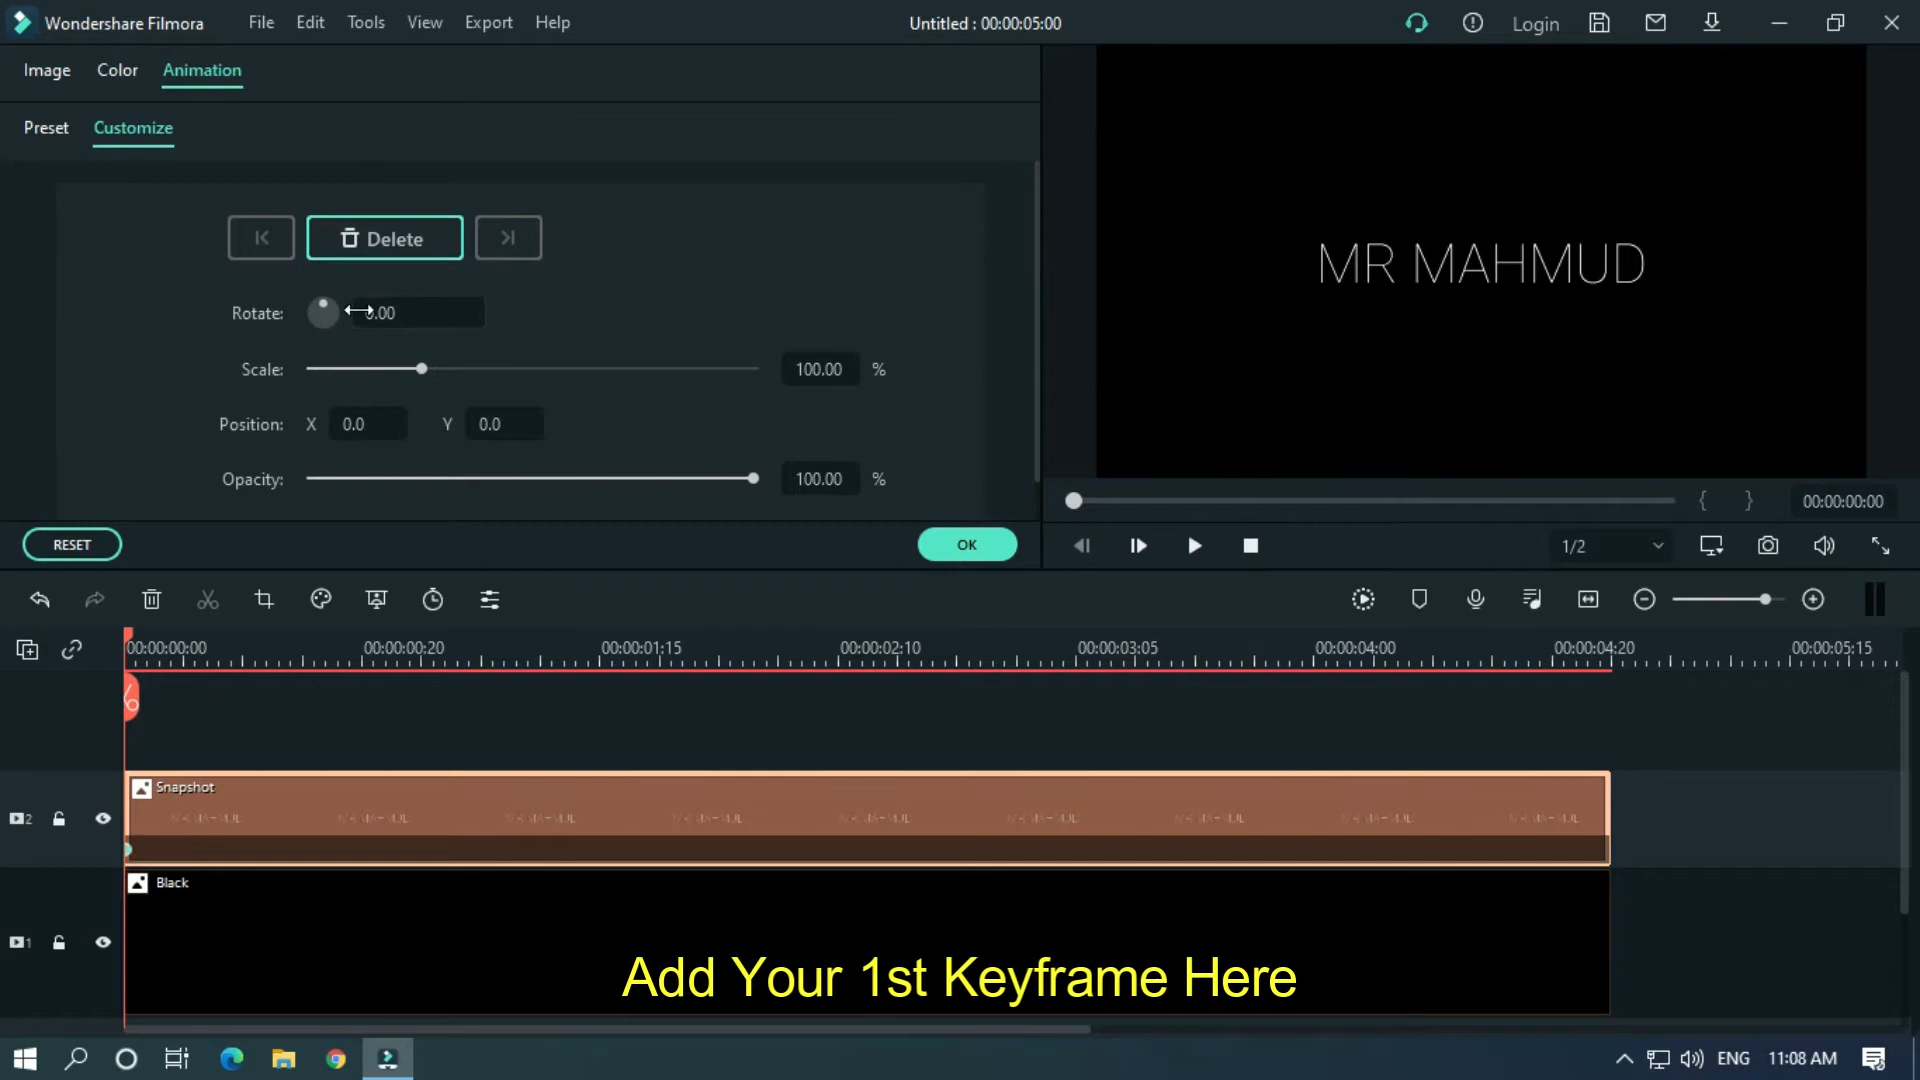 Wondershare Filmora
File Edit Tools View Export Help
Untitled : 00:00:05:00
Login
Image Color Animation
Preset Customize
Delete
Rotate: 0.00
Scale: 100.00 %
Position: X 0.0 Y 0.0
Opacity: 100.00 %
RESET
OK
MR MAHMUD
{ } 00:00:00:00
1/2
00:00:00:00 00:00:00:20 00:00:01:15 00:00:02:10 00:00:03:05 00:00:04:00 00:00:04:20 00:00:05:15
Snapshot
2
Black
1
Add Your 1st Keyframe Here
ENG 11:08 AM